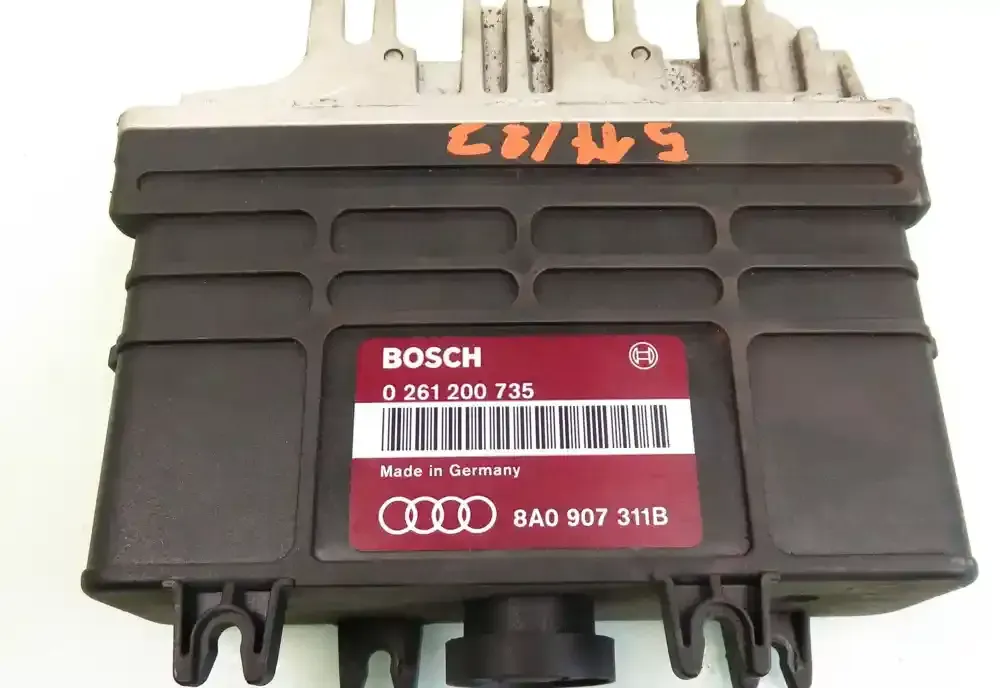 BOSCH
0 261 200 735
Made in Germany
8A0 907 311B